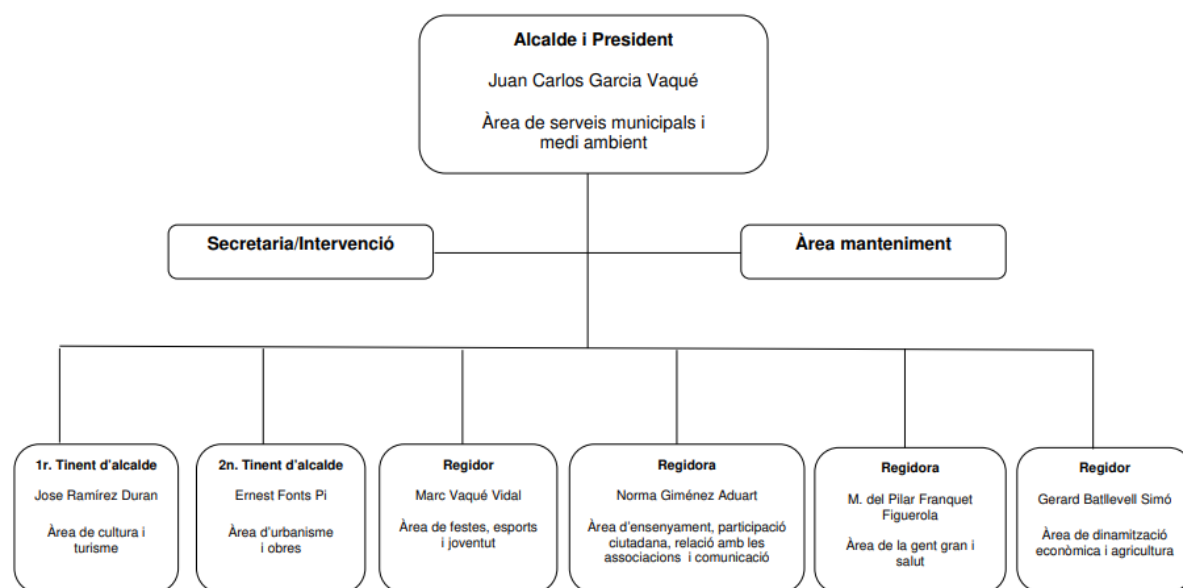 Alcalde i President
Juan Carlos Garcia Vaqué
Àrea de serveis municipals i
medi ambient
Secretaria/Intervenció
Àrea manteniment
1r. Tinent d'alcalde
Jose Ramírez Duran
Àrea de cultura i
turisme
2n. Tinent d'alcalde
Ernest Fonts Pi
Àrea d'urbanisme
i obres
Regidor
Marc Vaqué Vidal
Àrea de festes, esports
i joventut
Regidora
Norma Giménez Aduart
Àrea d'ensenyament, participació
ciutadana, relació amb les
associacions i comunicació
Regidora
M. del Pilar Franquet
Figuerola
Àrea de la gent gran i
salut
Regidor
Gerard Batllevell Simó
Àrea de dinamització
econòmica i agricultura